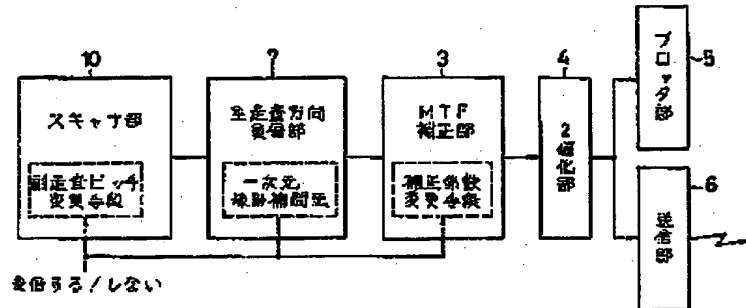 10
7
3
4
5
6
スキャナ部
副走査ピッチ
変更手段
主走査方向
変倍部
一次元
線形補間回
MTF
補正部
補正係数
変更手段
2値化部
プロッタ部
送信部
変倍する/しない